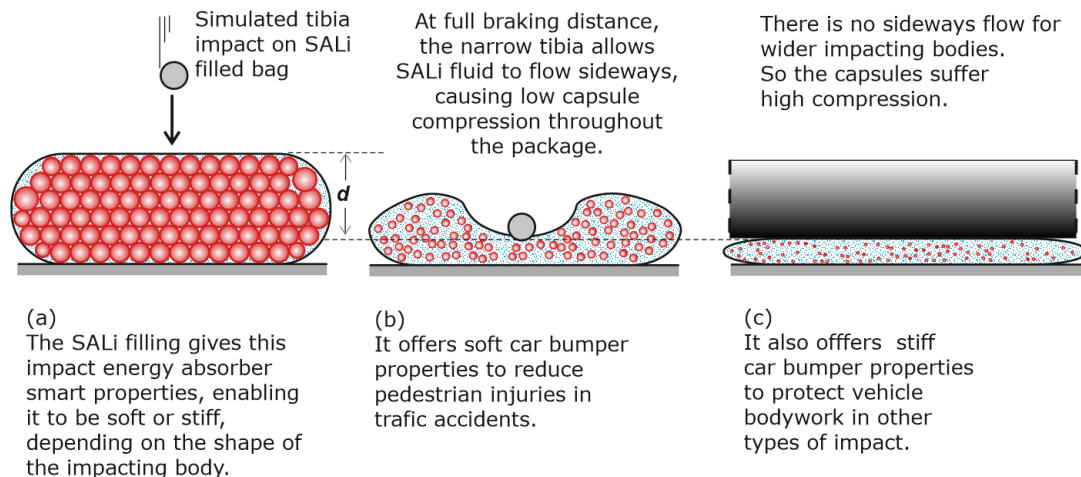 Simulated tibia
impact on SALi
filled bag
At full braking distance,
the narrow tibia allows
SALi fluid to flow sideways,
causing low capsule
compression throughout
the package.
There is no sideways flow for
wider impacting bodies.
So the capsules suffer
high compression.
d
(a)
The SALi filling gives this
impact energy absorber
smart properties, enabling
it to be soft or stiff,
depending on the shape of
the impacting body.
(b)
It offers soft car bumper
properties to reduce
pedestrian injuries in
trafic accidents.
(c)
It also offfers stiff
car bumper properties
to protect vehicle
bodywork in other
types of impact.